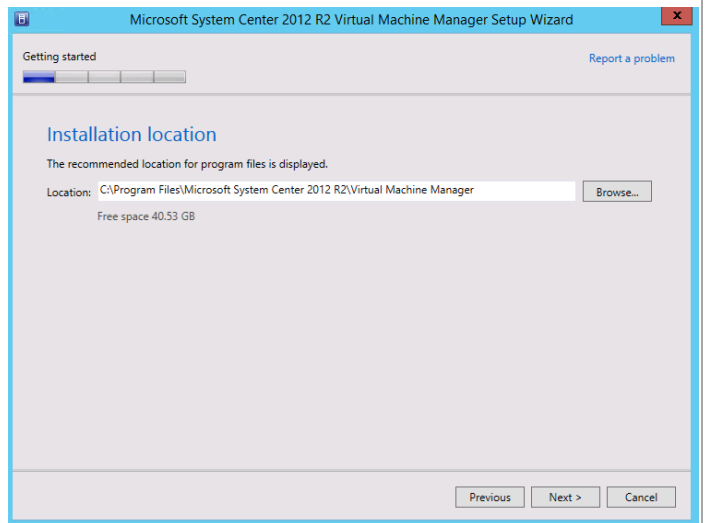 Microsoft System Center 2012 R2 Virtual Machine Manager Setup Wizard
x
Getting started
Report a problem
Installation location
The recommended location for program files is displayed.
Location: C:\Program Files\Microsoft System Center 2012 R2\Virtual Machine Manager Browse...
Free space 40.53 GB
Previous Next > Cancel